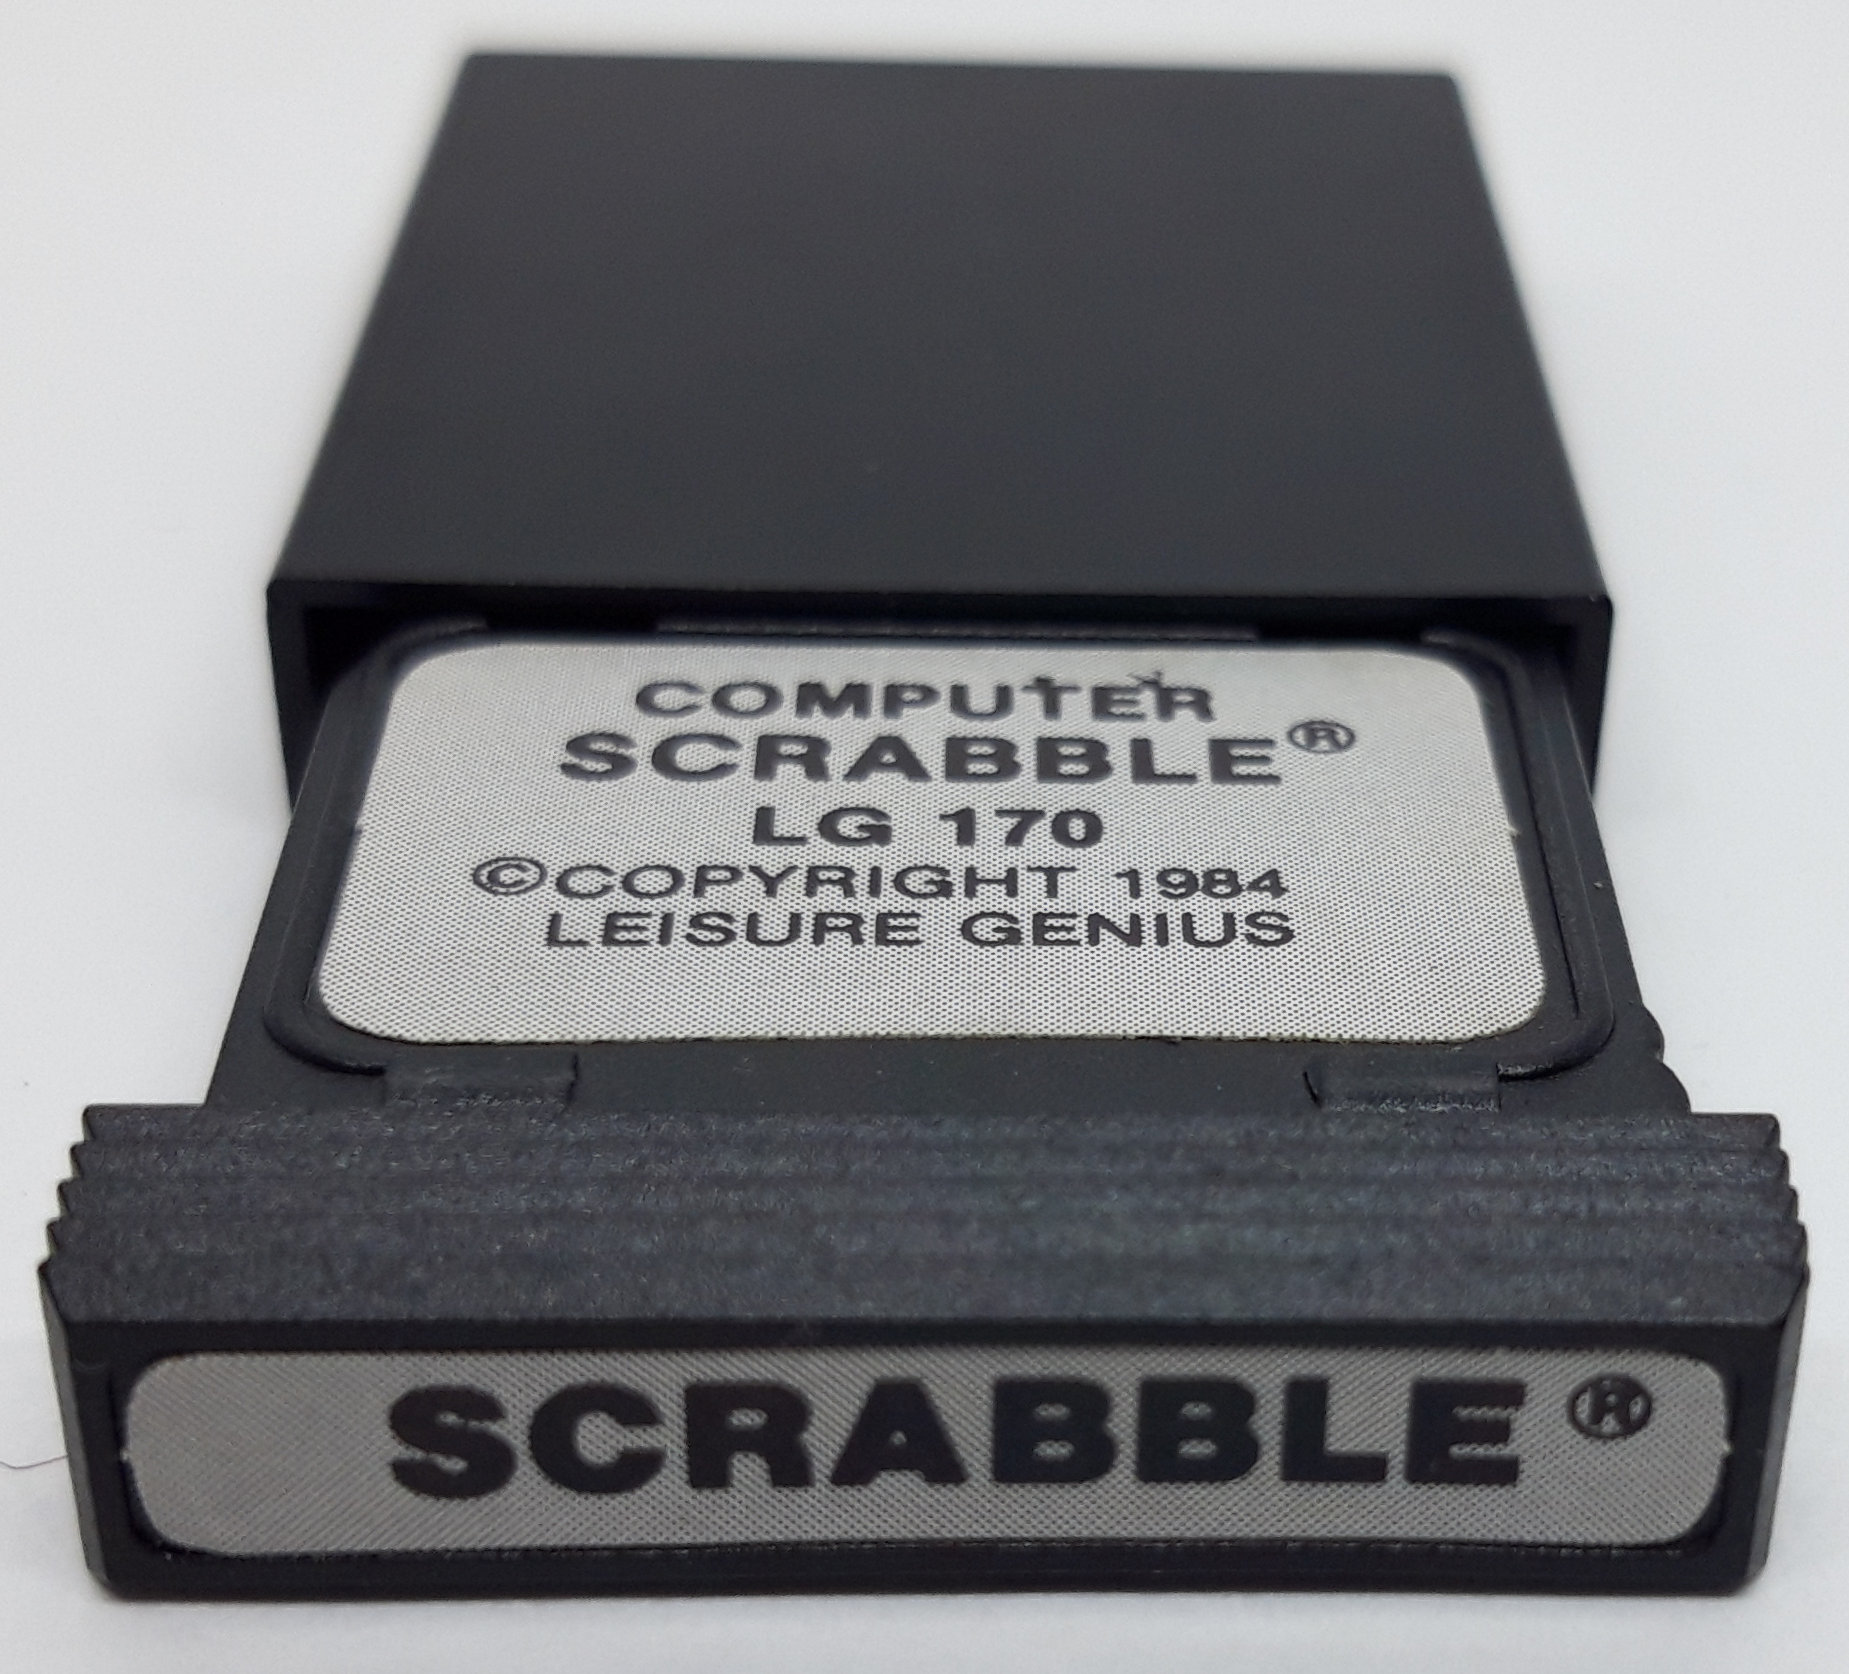 COMPUTER
SCRABBLE®
LG 170
©COPYRIGHT 1984
LEISURE GENIUS
SCRABBLE®